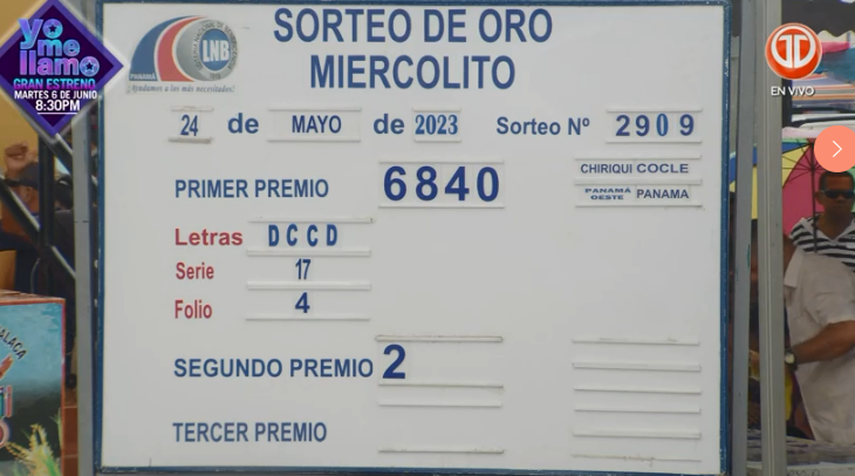 yo
me
llamo
GRAN ESTRENO
MARTES 6 DE JUNIO
8:30PM
SORTEO DE ORO
MIERCOLITO
LNB
PANAMÁ
¡Ayudamos a los más necesitados!
EN VIVO
24 de MAYO de 2023 Sorteo Nº 2909
PRIMER PREMIO 6840
CHIRIQUI COCLE
PANAMÁ OESTE PANAMA
Letras DCCD
Serie 17
Folio 4
SEGUNDO PREMIO 2
TERCER PREMIO